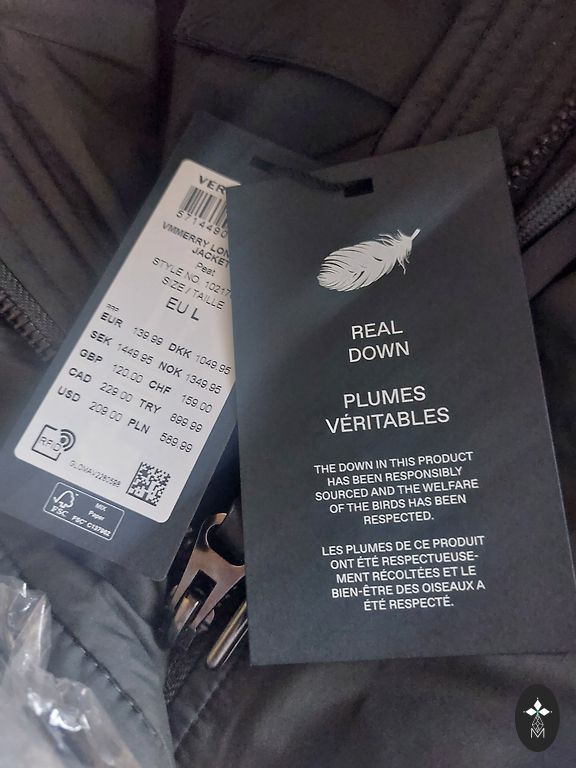 VER
5714490
VMMERRY LON
JACKET
Peat
STYLE NO. 10217
SIZE / TAILLE
EU L
RRP
EUR 139.99 DKK 1049.95
SEK 1449.95 NOK 1349.95
GBP 120.00 CHF 159.00
CAD 229.00 TRY 899.99
USD 209.00 PLN 589.99
RFID
FSC
MIX
Paper
REAL
DOWN
PLUMES
VÉRITABLES
THE DOWN IN THIS PRODUCT
HAS BEEN RESPONSIBLY
SOURCED AND THE WELFARE
OF THE BIRDS HAS BEEN
RESPECTED.
LES PLUMES DE CE PRODUIT
ONT ÉTÉ RESPECTUEUSE-
MENT RÉCOLTÉES ET LE
BIEN-ÊTRE DES OISEAUX A
ÉTÉ RESPECTÉ.
M